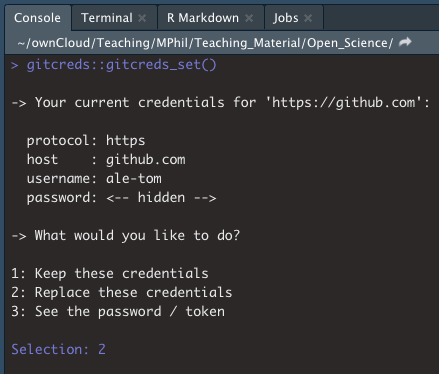 Console Terminal × R Markdown × Jobs ×
~/ownCloud/Teaching/MPhil/Teaching_Material/Open_Science/
> gitcreds::gitcreds_set()
-> Your current credentials for 'https://github.com':
protocol: https
host    : github.com
username: ale-tom
password: <-- hidden -->
-> What would you like to do?
1: Keep these credentials
2: Replace these credentials
3: See the password / token
Selection: 2